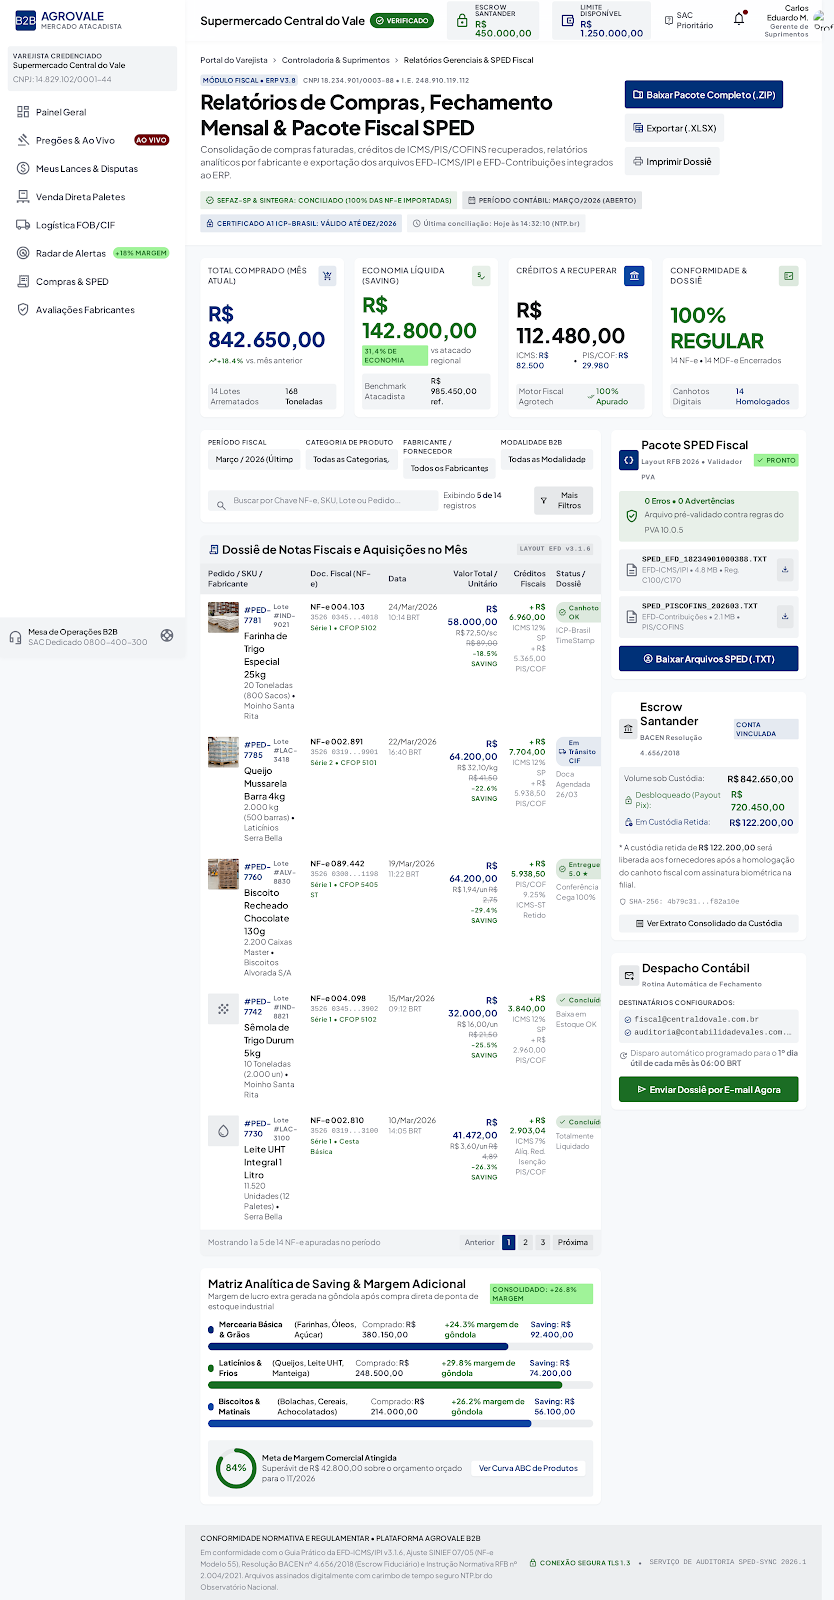 B2B AGROVALE
MERCADO ATACADISTA
VAREJISTA CREDENCIADO
Supermercado Central do Vale
CNPJ: 14.829.102/0001-44
Painel Geral
Pregões & Ao Vivo AO VIVO
Meus Lances & Disputas
Venda Direta Paletes
Logística FOB/CIF
Radar de Alertas +18% MARGEM
Compras & SPED
Avaliações Fabricantes
Mesa de Operações B2B
SAC Dedicado 0800-400-300
Supermercado Central do Vale VERIFICADO
ESCROW SANTANDER
R$ 450.000,00
LIMITE DISPONÍVEL
R$ 1.250.000,00
SAC Prioritário
Carlos Eduardo M.
Gerente de Suprimentos
Portal do Varejista › Controladoria & Suprimentos › Relatórios Gerenciais & SPED Fiscal
MÓDULO FISCAL • ERP V3.8 CNPJ 18.234.901/0003-88 • I.E. 248.910.119.112
Relatórios de Compras, Fechamento
Mensal & Pacote Fiscal SPED
Consolidação de compras faturadas, créditos de ICMS/PIS/COFINS recuperados, relatórios
analíticos por fabricante e exportação dos arquivos EFD-ICMS/IPI e EFD-Contribuições integrados
ao ERP.
Baixar Pacote Completo (.ZIP)
Exportar (.XLSX)
Imprimir Dossiê
SEFAZ-SP & SINTEGRA: CONCILIADO (100% DAS NF-E IMPORTADAS)
PERÍODO CONTÁBIL: MARÇO/2026 (ABERTO)
CERTIFICADO A1 ICP-BRASIL: VÁLIDO ATÉ DEZ/2026
Última conciliação: Hoje às 14:32:10 (NTP.br)
TOTAL COMPRADO (MÊS ATUAL)
R$ 842.650,00
+18.4% vs. mês anterior
14 Lotes Arrematados 168 Toneladas
ECONOMIA LÍQUIDA (SAVING)
R$ 142.800,00
31,4% DE ECONOMIA vs atacado regional
Benchmark Atacadista R$ 985.450,00 ref.
CRÉDITOS A RECUPERAR
R$ 112.480,00
ICMS: R$ 82.500 • PIS/COF: R$ 29.980
Motor Fiscal Agrotech 100% Apurado
CONFORMIDADE & DOSSIÊ
100% REGULAR
14 NF-e • 14 MDF-e Encerrados
Canhotos Digitais 14 Homologados
PERÍODO FISCAL
Março / 2026 (Últimp
CATEGORIA DE PRODUTO
Todas as Categorias,
FABRICANTE / FORNECEDOR
Todos os Fabricantes
MODALIDADE B2B
Todas as Modalidade
Buscar por Chave NF-e, SKU, Lote ou Pedido...
Exibindo 5 de 14 registros
Mais Filtros
Dossiê de Notas Fiscais e Aquisições no Mês LAYOUT EFD v3.1.6
Pedido / SKU / Fabricante Doc. Fiscal (NF-e) Data Valor Total / Unitário Créditos Fiscais Status / Dossiê
#PED-7781 Lote #IND-9021
Farinha de Trigo Especial 25kg
20 Toneladas (800 Sacos) • Moinho Santa Rita
NF-e 004.103
3526 0324...4018
Série 1 • CFOP 5102
24/Mar/2026
10:14 BRT
R$ 58.000,00
R$ 72,50/sc R$ 89,00
-18.5% SAVING
+ R$ 6.960,00
ICMS 12% SP
+ R$ 5.365,00 PIS/COF
Canhoto OK
ICP-Brasil TimeStamp
#PED-7785 Lote #LAC-3418
Queijo Mussarela Barra 4kg
2.000 kg (500 barras) • Laticínios Serra Bella
NF-e 002.891
3526 0319...9901
Série 2 • CFOP 5101
22/Mar/2026
16:40 BRT
R$ 64.200,00
R$ 32,10/kg R$ 41,50
-22.6% SAVING
+ R$ 7.704,00
ICMS 12% SP
+ R$ 5.938,50 PIS/COF
Em Trânsito CIF
Doca Agendada 26/03
#PED-7760 Lote #ALV-8830
Biscoito Recheado Chocolate 130g
2.200 Caixas Master • Biscoitos Alvorada S/A
NF-e 089.442
3526 0308...1198
Série 1 • CFOP 5405 ST
19/Mar/2026
11:22 BRT
R$ 64.200,00
R$ 1,94/un R$ 2,75
-29.4% SAVING
+ R$ 5.938,50
PIS/COF 9.25%
ICMS-ST Retido
Entregue 5.0 ★
Conferência Cega 100%
#PED-7742 Lote #IND-8821
Sêmola de Trigo Durum 5kg
10 Toneladas (2.000 un) • Moinho Santa Rita
NF-e 004.098
3526 0315...3902
Série 1 • CFOP 5102
15/Mar/2026
09:12 BRT
R$ 32.000,00
R$ 16,00/un R$ 21,50
-25.5% SAVING
+ R$ 3.840,00
ICMS 12% SP
+ R$ 2.960,00 PIS/COF
Concluíd
Baixa em Estoque OK
#PED-7730 Lote #LAC-3100
Leite UHT Integral 1 Litro
11.520 Unidades (12 Paletes) • Serra Bella
NF-e 002.810
3526 0319...3100
Série 1 • Cesta Básica
10/Mar/2026
14:05 BRT
R$ 41.472,00
R$ 3,60/un R$ 4,89
-26.3% SAVING
+ R$ 2.903,04
ICMS 7% Alíq. Red.
Isenção PIS/COF
Concluíd
Totalmente Liquidado
Mostrando 1 a 5 de 14 NF-e apuradas no período
Anterior 1 2 3 Próxima
Matriz Analítica de Saving & Margem Adicional
Margem de lucro extra gerada na gôndola após compra direta de ponta de estoque industrial
CONSOLIDADO: +26.8% MARGEM
Mercearia Básica & Grãos (Farinhas, Óleos, Açúcar) Comprado: R$ 380.150,00 +24.3% margem de gôndola Saving: R$ 92.400,00
Laticínios & Frios (Queijos, Leite UHT, Manteiga) Comprado: R$ 248.500,00 +29.8% margem de gôndola Saving: R$ 74.200,00
Biscoitos & Matinais (Bolachas, Cereais, Achocolatados) Comprado: R$ 214.000,00 +26.2% margem de gôndola Saving: R$ 56.100,00
84%
Meta de Margem Comercial Atingida
Superávit de R$ 42.800,00 sobre o orçamento orçado para o 1T/2026
Ver Curva ABC de Produtos
Pacote SPED Fiscal
Layout RFB 2026 • Validador PVA
PRONTO
0 Erros • 0 Advertências
Arquivo pré-validado contra regras do PVA 10.0.5
SPED_EFD_18234901000388.TXT
EFD-ICMS/IPI • 4.8 MB • Reg. C100/C170
SPED_PISCOFINS_202603.TXT
EFD-Contribuições • 2.1 MB • PIS/COFINS
Baixar Arquivos SPED (.TXT)
Escrow Santander
BACEN Resolução 4.656/2018
CONTA VINCULADA
Volume sob Custódia: R$ 842.650,00
Desbloqueado (Payout Pix): R$ 720.450,00
Em Custódia Retida: R$ 122.200,00
* A custódia retida de R$ 122.200,00 será
liberada aos fornecedores após a homologação
do canhoto fiscal com assinatura biométrica na
filial.
SHA-256: 4b79c31...f82a10e
Ver Extrato Consolidado da Custódia
Despacho Contábil
Rotina Automática de Fechamento
DESTINATÁRIOS CONFIGURADOS:
fiscal@centraldovale.com.br
auditoria@contabilidadevales.com...
Disparo automático programado para o 1º dia
útil de cada mês às 06:00 BRT
Enviar Dossiê por E-mail Agora
CONFORMIDADE NORMATIVA E REGULAMENTAR • PLATAFORMA AGROVALE B2B
Em conformidade com o Guia Prático da EFD-ICMS/IPI v3.1.6, Ajuste SINIEF 07/05 (NF-e
Modelo 55), Resolução BACEN nº 4.656/2018 (Escrow Fiduciário) e Instrução Normativa RFB nº
2.004/2021. Arquivos assinados digitalmente com carimbo de tempo seguro NTP.br do
Observatório Nacional.
CONEXÃO SEGURA TLS 1.3 • SERVIÇO DE AUDITORIA SPED-SYNC 2026.1